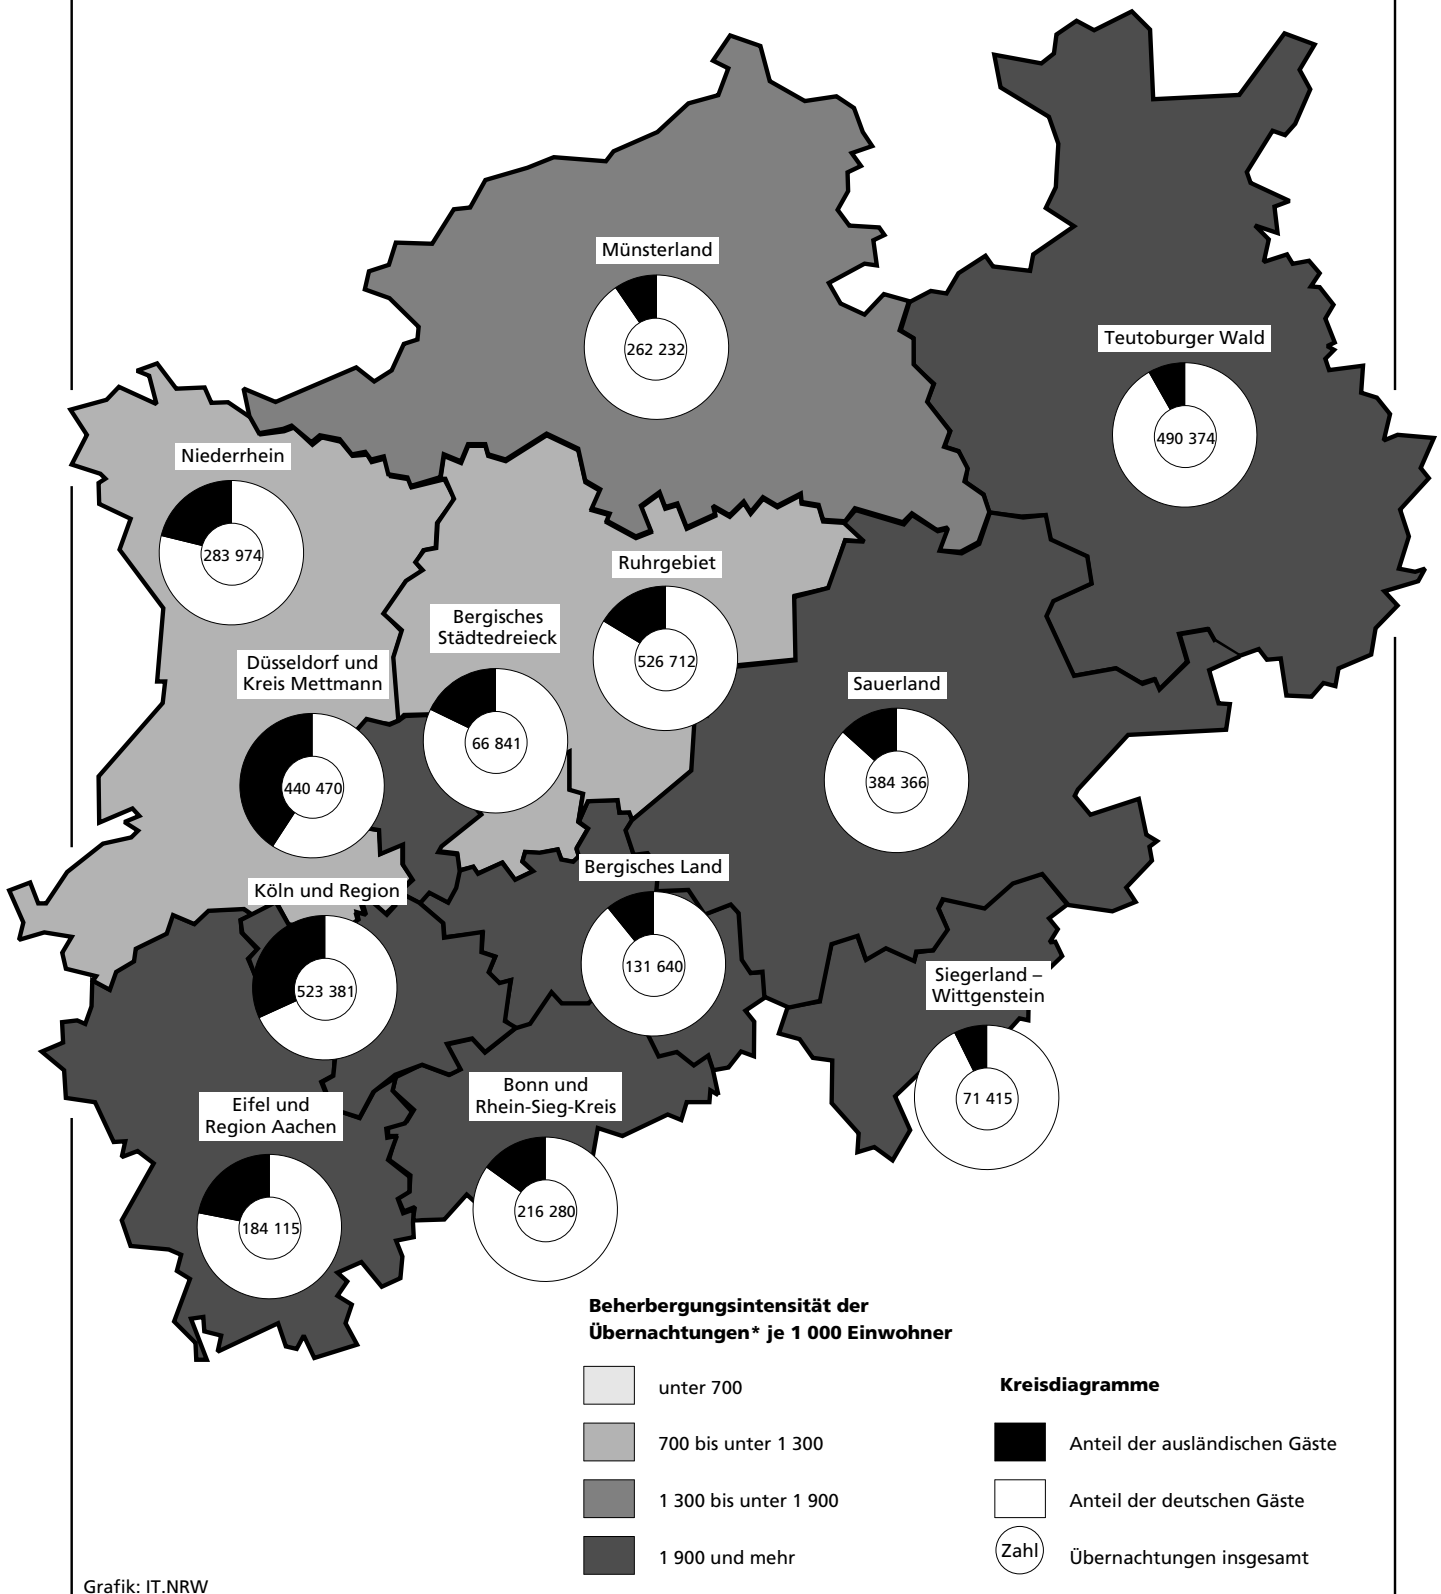 Münsterland
262 232
Teutoburger Wald
490 374
Niederrhein
283 974
Ruhrgebiet
526 712
Bergisches
Städtedreieck
66 841
Düsseldorf und
Kreis Mettmann
440 470
Sauerland
384 366
Bergisches Land
131 640
Köln und Region
523 381
Siegerland –
Wittgenstein
71 415
Bonn und
Rhein-Sieg-Kreis
216 280
Eifel und
Region Aachen
184 115
Beherbergungsintensität der
Übernachtungen* je 1 000 Einwohner
unter 700
700 bis unter 1 300
1 300 bis unter 1 900
1 900 und mehr
Kreisdiagramme
Anteil der ausländischen Gäste
Anteil der deutschen Gäste
Zahl
Übernachtungen insgesamt
Grafik: IT.NRW